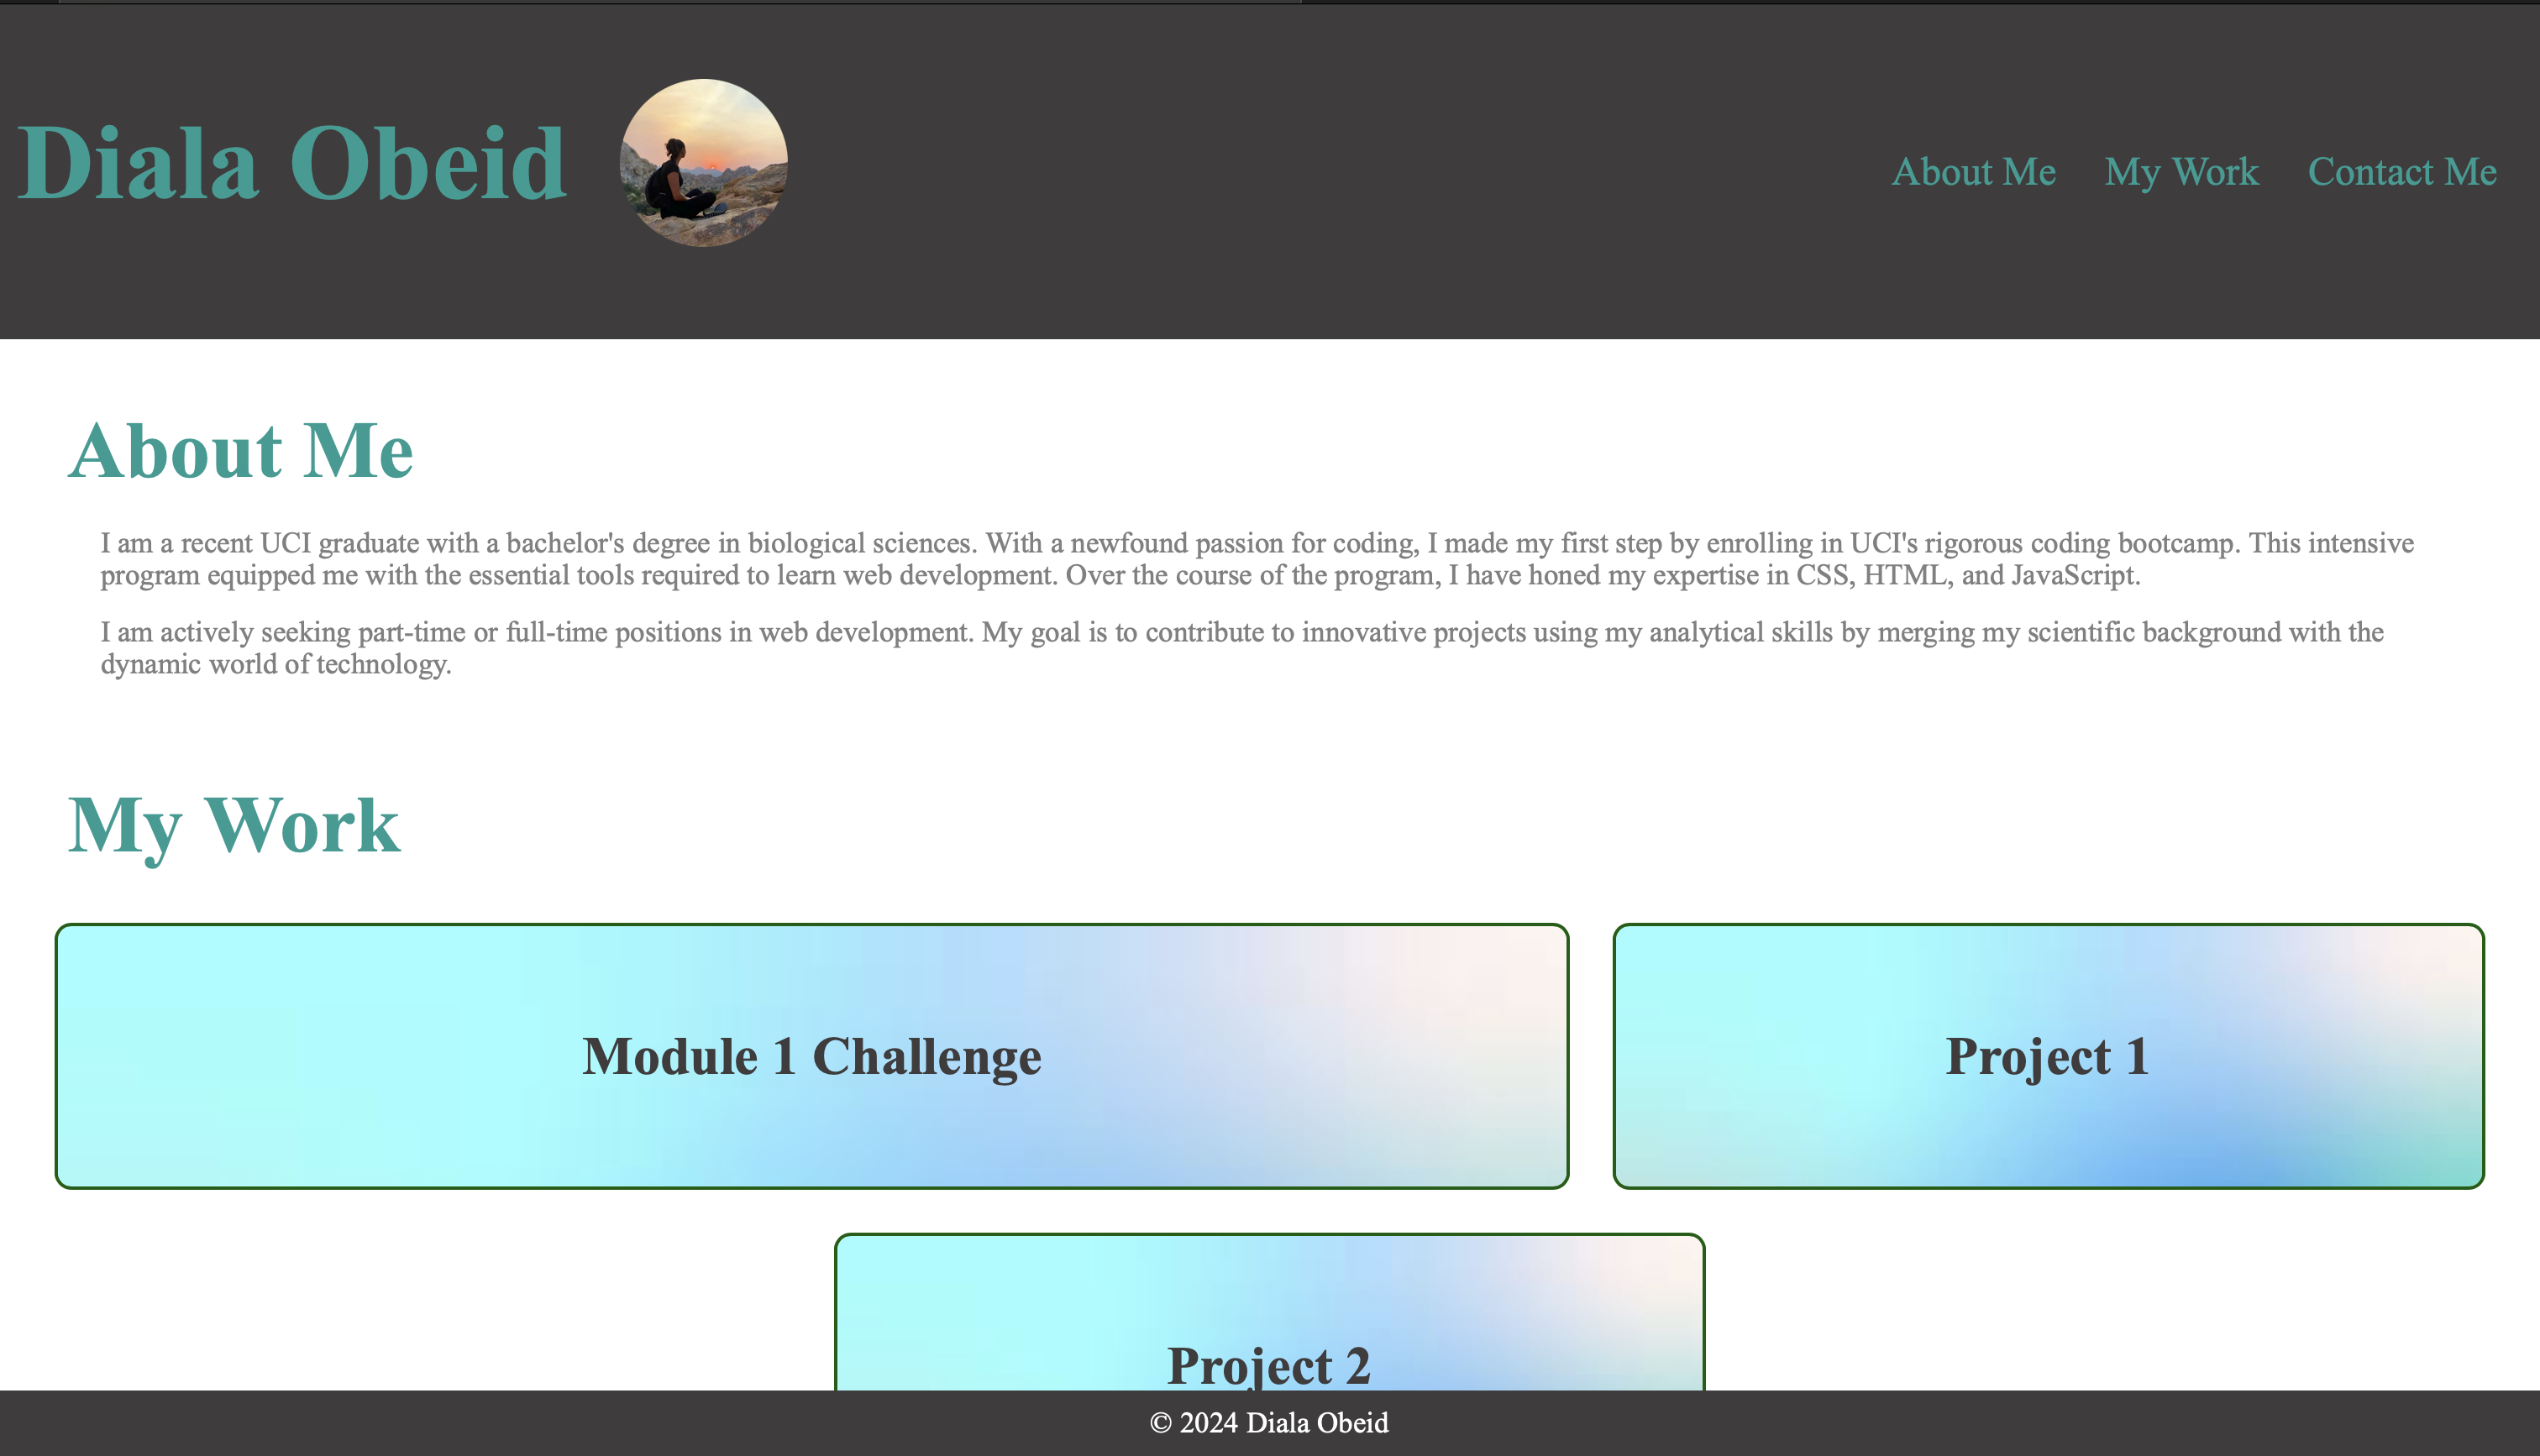 Diala Obeid
About Me My Work Contact Me
About Me
I am a recent UCI graduate with a bachelor's degree in biological sciences. With a newfound passion for coding, I made my first step by enrolling in UCI's rigorous coding bootcamp. This intensive
program equipped me with the essential tools required to learn web development. Over the course of the program, I have honed my expertise in CSS, HTML, and JavaScript.
I am actively seeking part-time or full-time positions in web development. My goal is to contribute to innovative projects using my analytical skills by merging my scientific background with the
dynamic world of technology.
My Work
Module 1 Challenge
Project 1
Project 2
© 2024 Diala Obeid